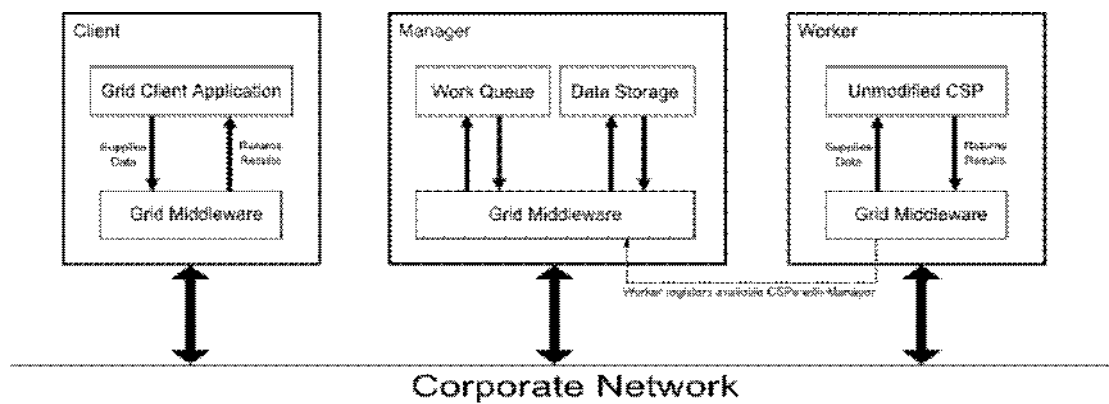 Client
Grid Client Application
Supplies
Data
Returns
Results
Grid Middleware
Manager
Work Queue
Data Storage
Grid Middleware
Worker
Unmodified CSP
Supplies
Data
Returns
Results
Grid Middleware
Worker registers available CSPs with Manager
Corporate Network